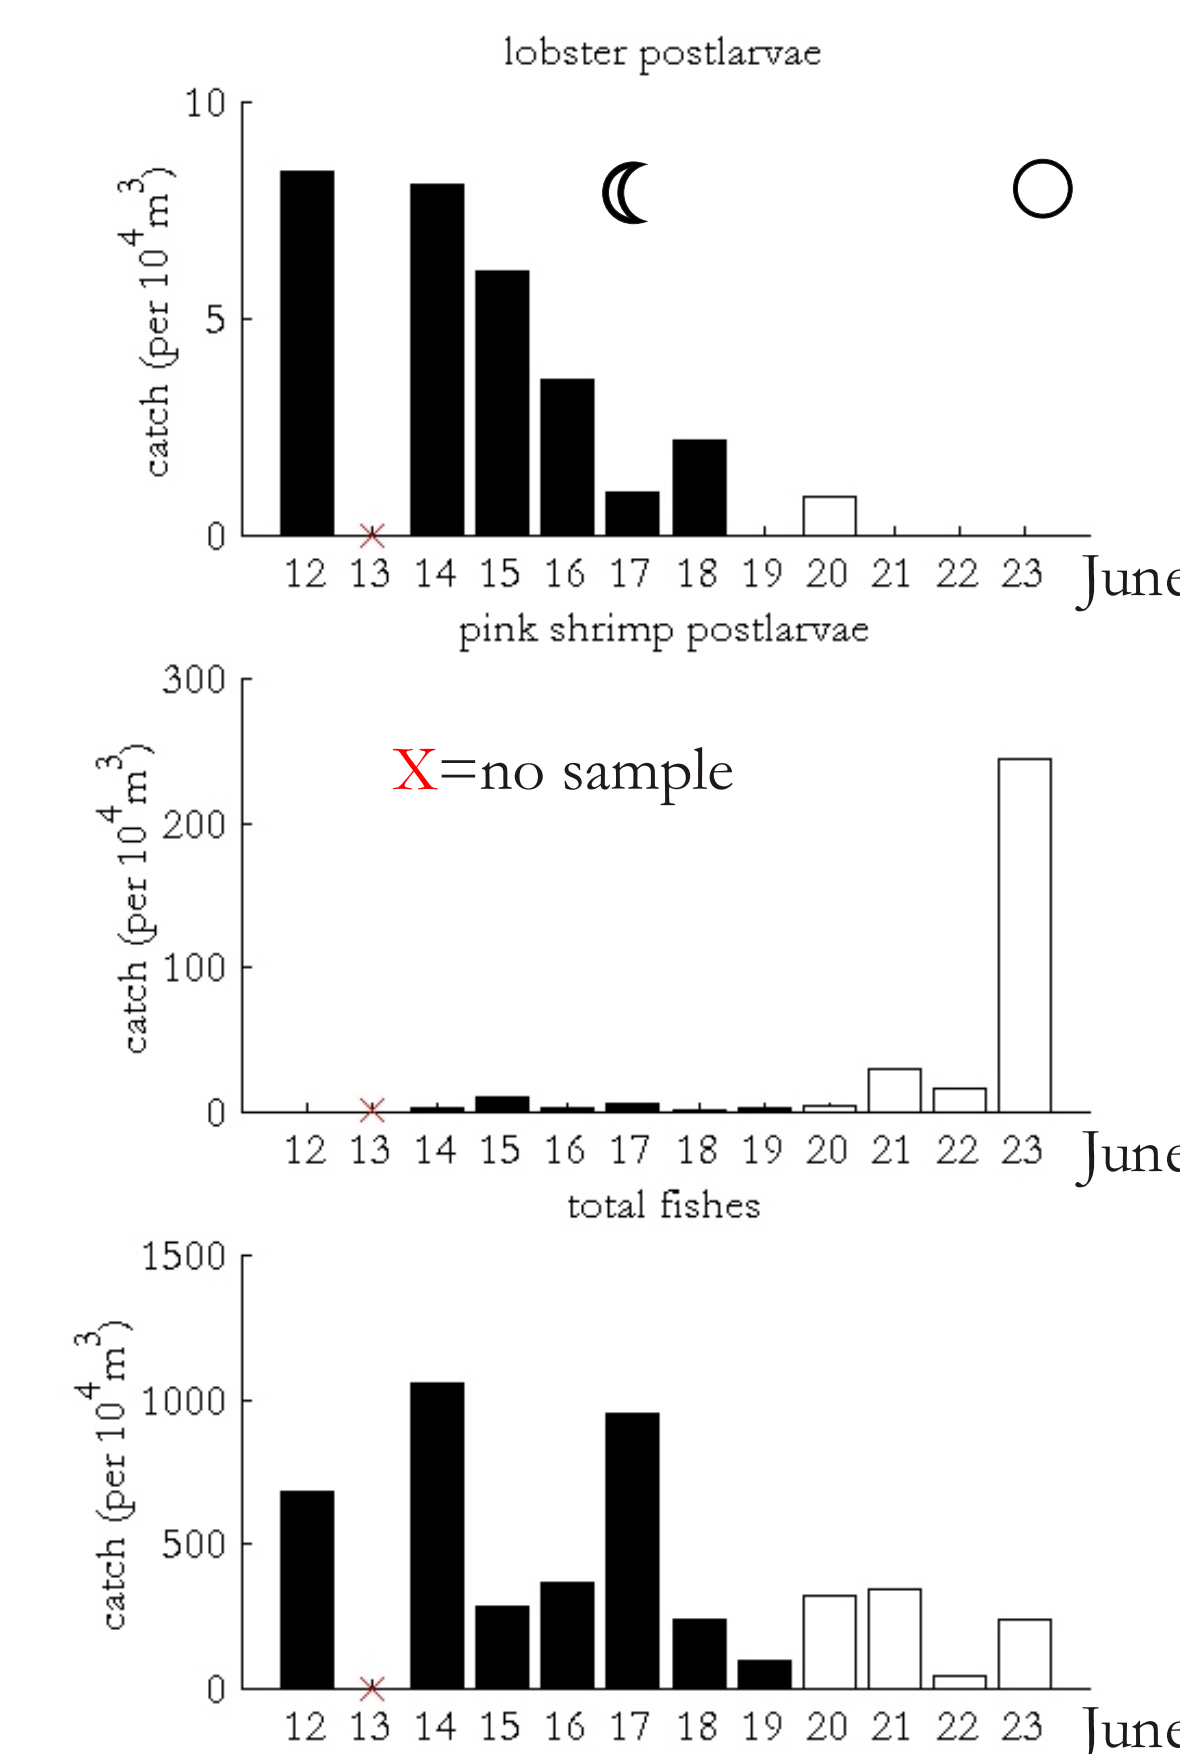 lobster postlarvae
10
5
0
catch (per 10⁴ m³)
12 13 14 15 16 17 18 19 20 21 22 23 June
pink shrimp postlarvae
300
X=no sample
200
100
0
catch (per 10⁴ m³)
12 13 14 15 16 17 18 19 20 21 22 23 June
total fishes
1500
1000
500
0
catch (per 10⁴ m³)
12 13 14 15 16 17 18 19 20 21 22 23 June